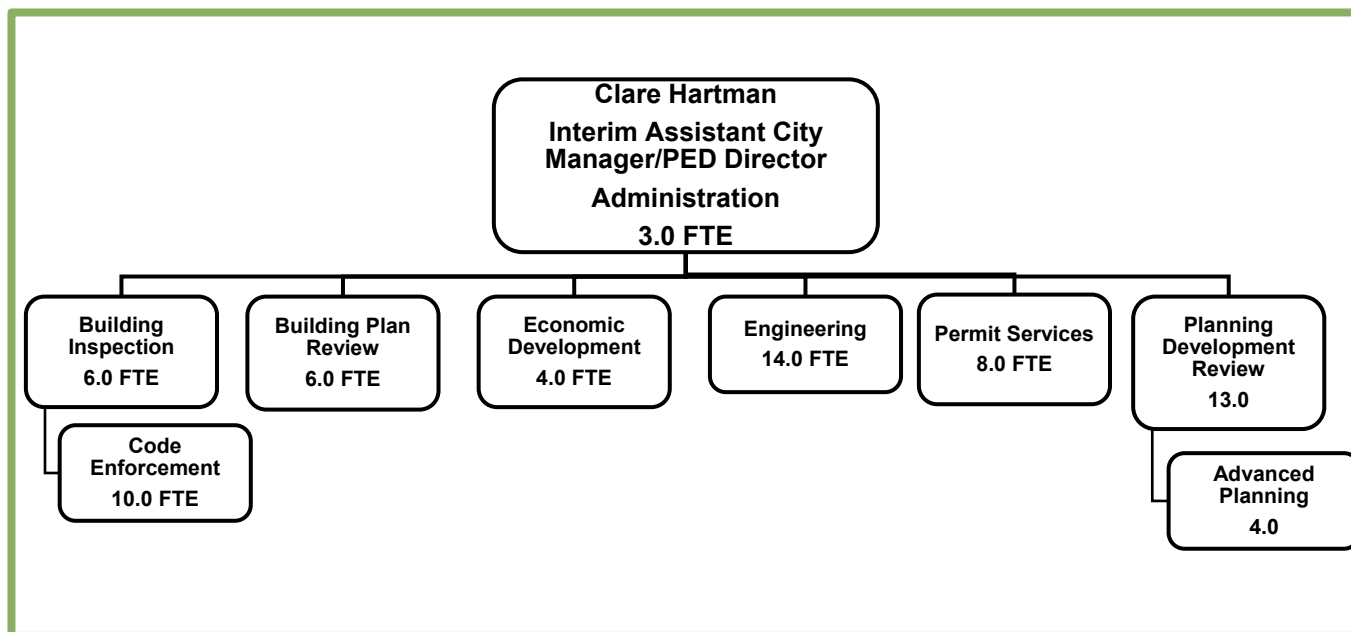 Clare Hartman
Interim Assistant City
Manager/PED Director
Administration
3.0 FTE
Building
Inspection
6.0 FTE
Building Plan
Review
6.0 FTE
Economic
Development
4.0 FTE
Engineering
14.0 FTE
Permit Services
8.0 FTE
Planning
Development
Review
13.0
Code
Enforcement
10.0 FTE
Advanced
Planning
4.0